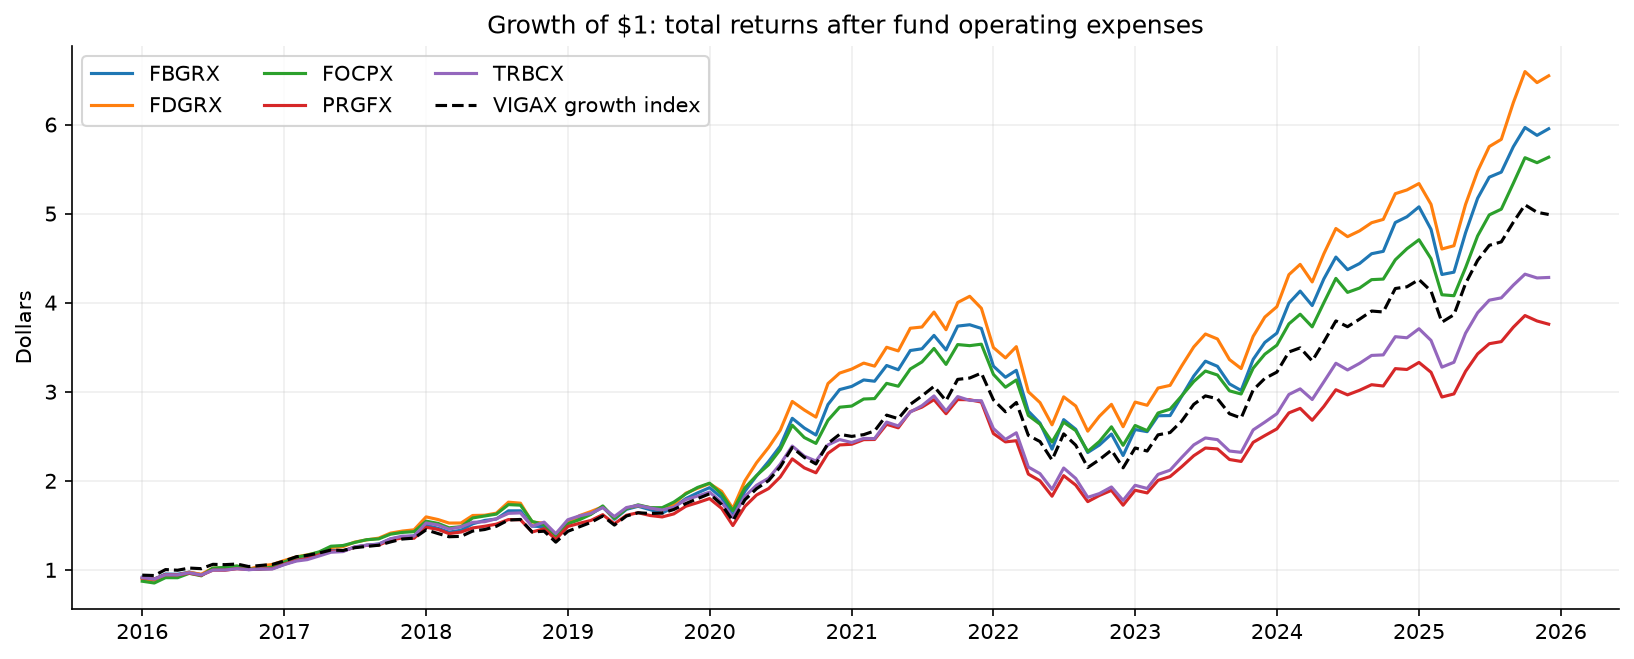 Growth of $1: total returns after fund operating expenses
FBGRX FOCPX TRBCX
FDGRX PRGFX VIGAX growth index
Dollars
6
5
4
3
2
1
2016 2017 2018 2019 2020 2021 2022 2023 2024 2025 2026